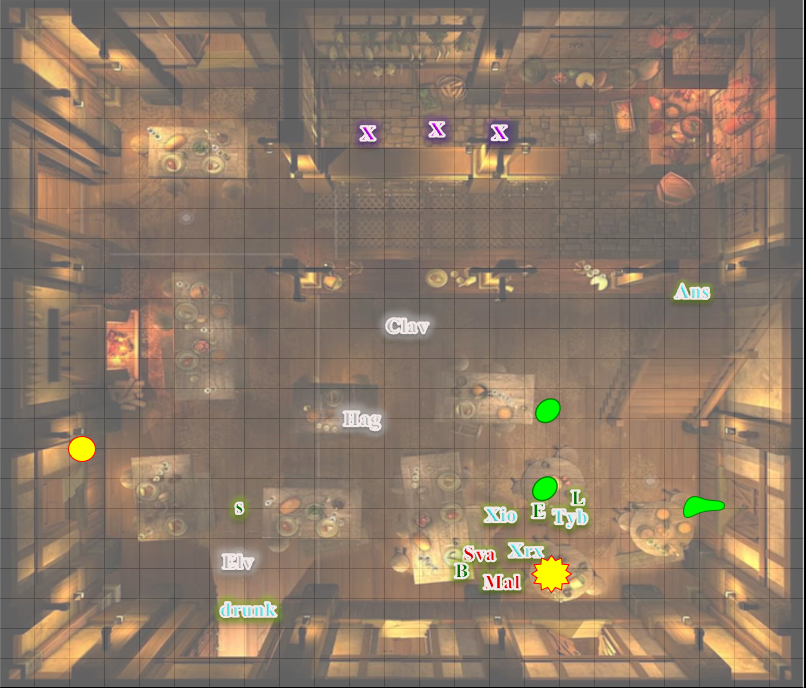 X X X
Ans
Clav
Hag
L
s Xio E Tyb
Sva Xrx
Elv B
Mal
drunk